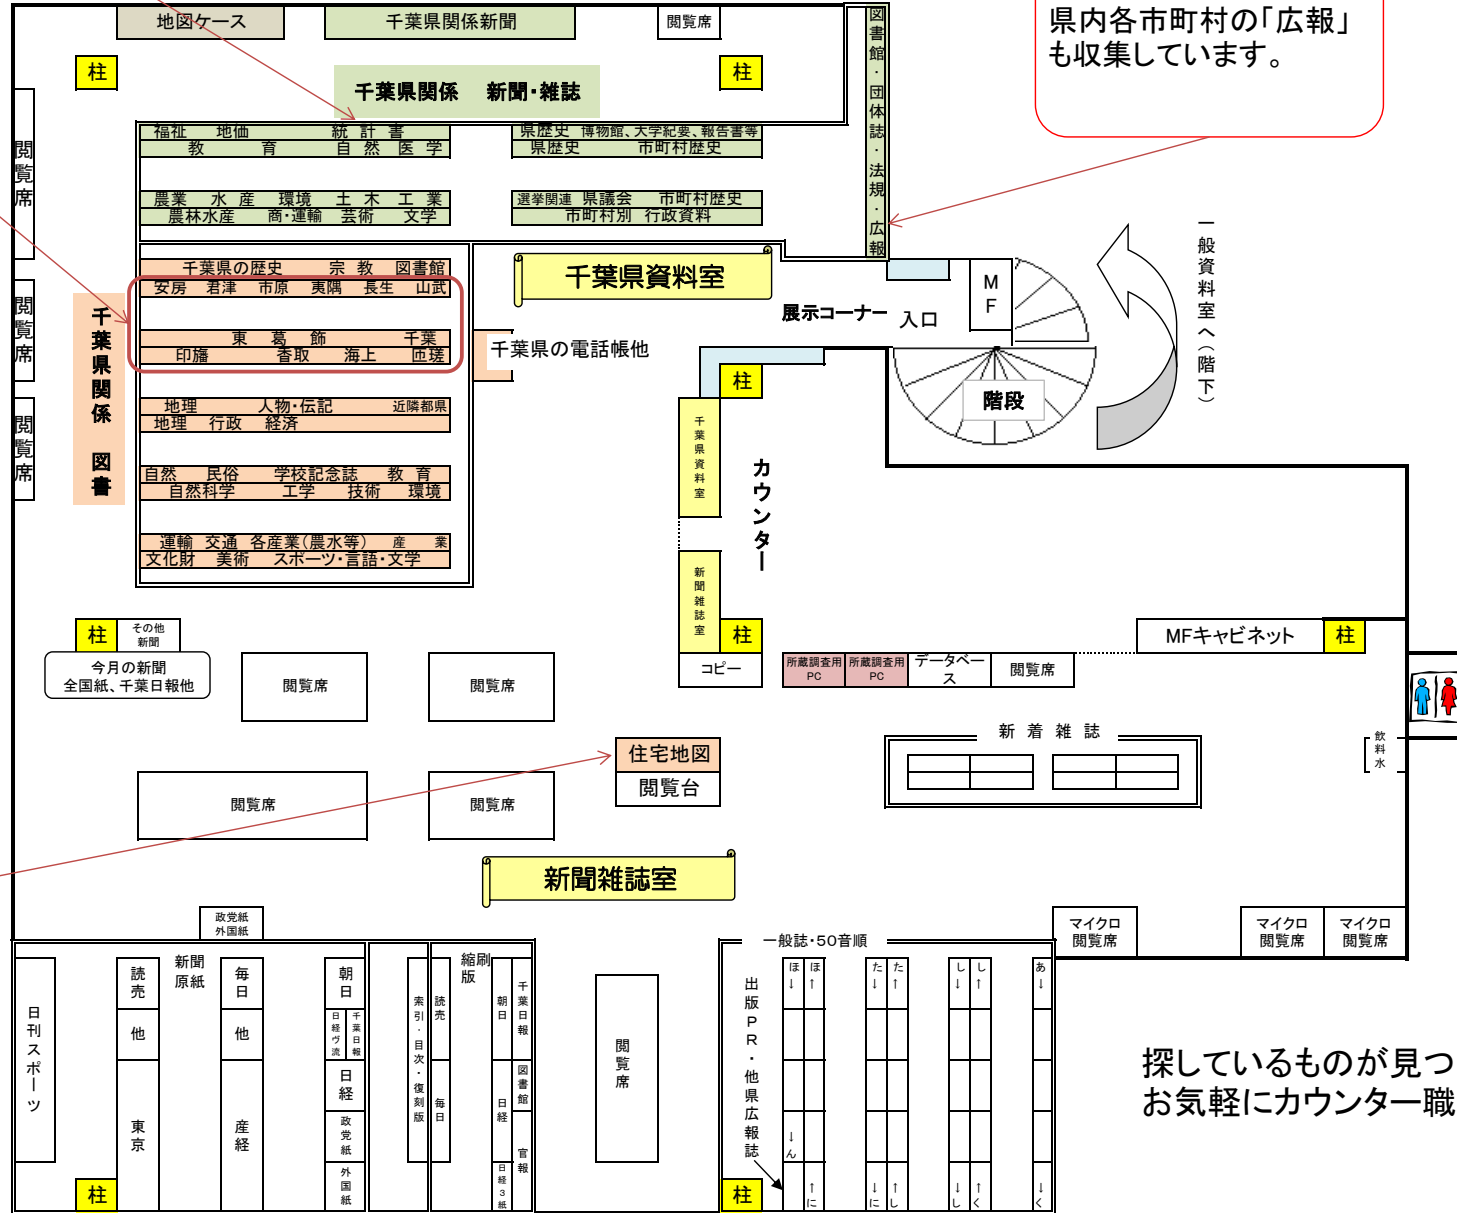 地図ケース
千葉県関係新聞
閲覧席
図書館・団体誌・法規・広報
県内各市町村の「広報」
も収集しています。
柱
柱
千葉県関係　新聞・雑誌
閲覧席
福祉 地価 統計書
教育 自然医学
県歴史 博物館、大学紀要、報告書等
県歴史 市町村歴史
農業 水産 環境 土木工業
農林水産 商・運輸 芸術 文学
選挙関連 県議会 市町村歴史
市町村別 行政資料
一般資料室へ(階下)
千葉県の歴史 宗教 図書館
安房 君津 市原 夷隅 長生 山武
千葉県資料室
MF
展示コーナー
入口
閲覧席
千葉県関係　図書
東葛飾 千葉
印旛 香取 海上 匝瑳
千葉県の電話帳他
柱
階段
閲覧席
地理 人物・伝記 近隣都県
地理 行政 経済
千葉県資料室
カウンター
自然 民俗 学校記念誌 教育
自然科学 工学 技術 環境
運輸 交通 各産業(農水等) 産業
文化財 美術 スポーツ・言語・文学
新聞雑誌室
柱
その他
新聞
柱
MFキャビネット
柱
今月の新聞
全国紙、千葉日報他
閲覧席
閲覧席
コピー
所蔵調査用
PC
所蔵調査用
PC
データベー
ス
閲覧席
新着雑誌
飲料水
住宅地図
閲覧台
閲覧席
閲覧席
新聞雑誌室
政党紙
外国紙
マイクロ
閲覧席
マイクロ
閲覧席
マイクロ
閲覧席
一般誌・50音順
日刊スポーツ
読売
他
東京
新聞
原紙
毎日
他
産経
朝日
日経ヴ流
千葉日報
日経
政党紙
外国紙
索引・目次・復刻版
読売
毎日
縮刷
版
朝日
日経
日経3紙
千葉日報
図書館
官報
閲覧席
出版PR・他県広報誌
ほ↓
↓ん
ほ↑
↑に
た↓
↓に
た↑
↑し
し↓
↓し
し↑
↑く
あ↓
↓く
柱
柱
探しているものが見つ
お気軽にカウンター職